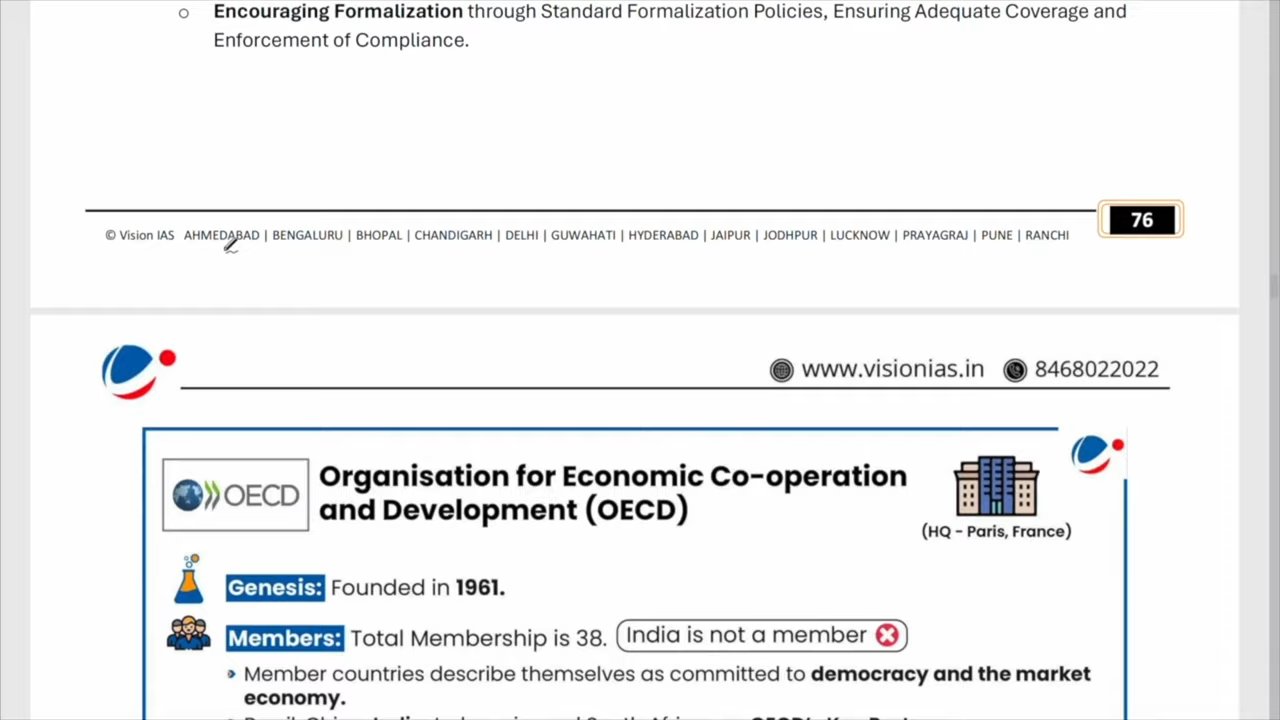 Encouraging Formalization through Standard Formalization Policies, Ensuring Adequate Coverage and
Enforcement of Compliance.
© Vision IAS AHMEDABAD | BENGALURU | BHOPAL | CHANDIGARH | DELHI | GUWAHATI | HYDERABAD | JAIPUR | JODHPUR | LUCKNOW | PRAYAGRAJ | PUNE | RANCHI
76
www.visionias.in 8468022022
OECD
Organisation for Economic Co-operation
and Development (OECD)
(HQ - Paris, France)
Genesis: Founded in 1961.
Members: Total Membership is 38. India is not a member
Member countries describe themselves as committed to democracy and the market
economy.